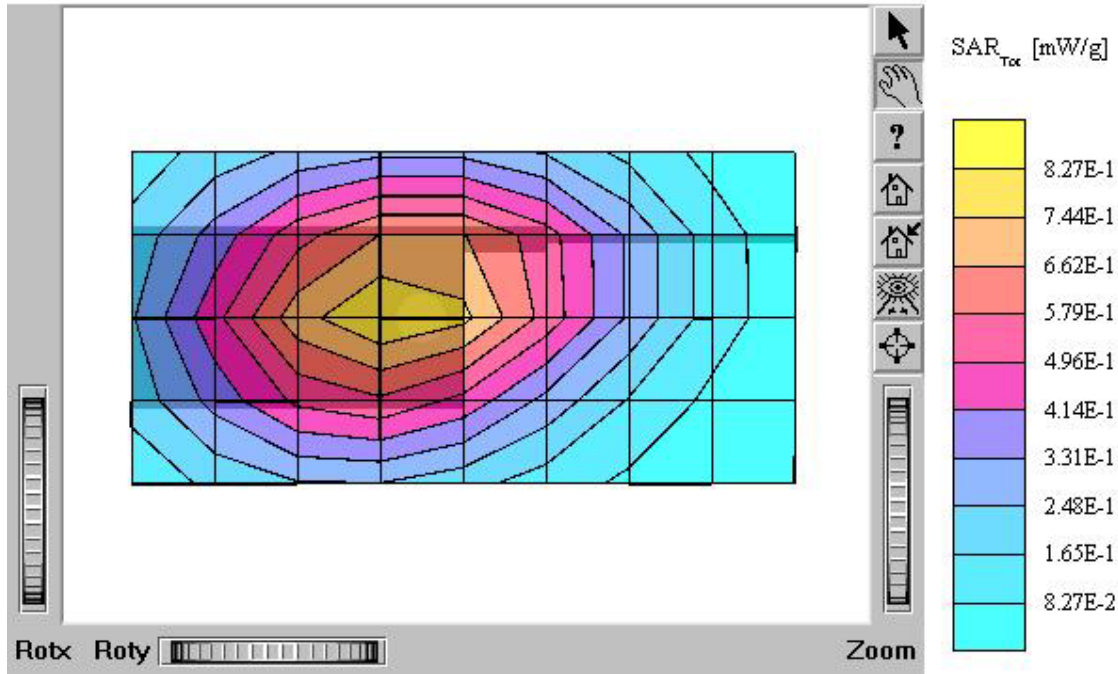 SAR_Tot [mW/g]
?
8.27E-1
7.44E-1
6.62E-1
5.79E-1
4.96E-1
4.14E-1
3.31E-1
2.48E-1
1.65E-1
8.27E-2
Rotx Roty Zoom